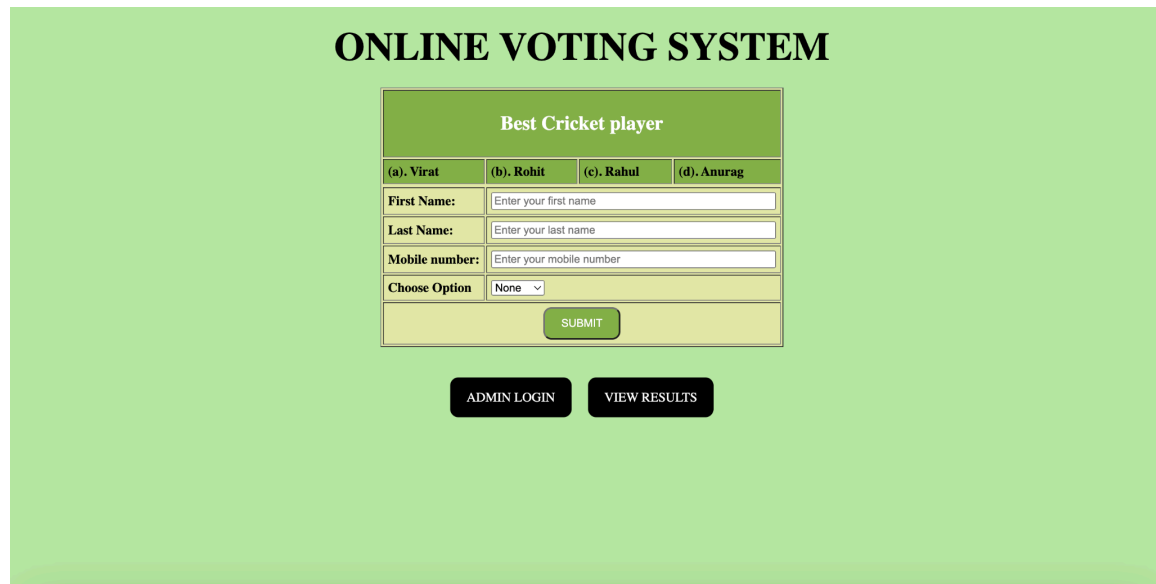 ONLINE VOTING SYSTEM
Best Cricket player
(a). Virat (b). Rohit (c). Rahul (d). Anurag
First Name: Enter your first name
Last Name: Enter your last name
Mobile number: Enter your mobile number
Choose Option None
SUBMIT
ADMIN LOGIN VIEW RESULTS